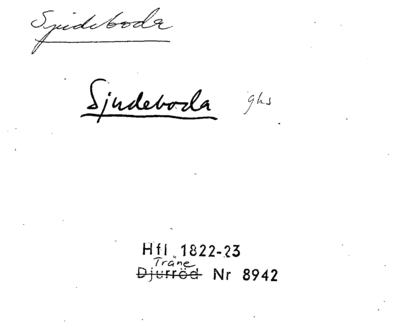 Sjudeboda
Sjudeboda ghs
Hfl 1822-23
Träne
Djurröd Nr 8942